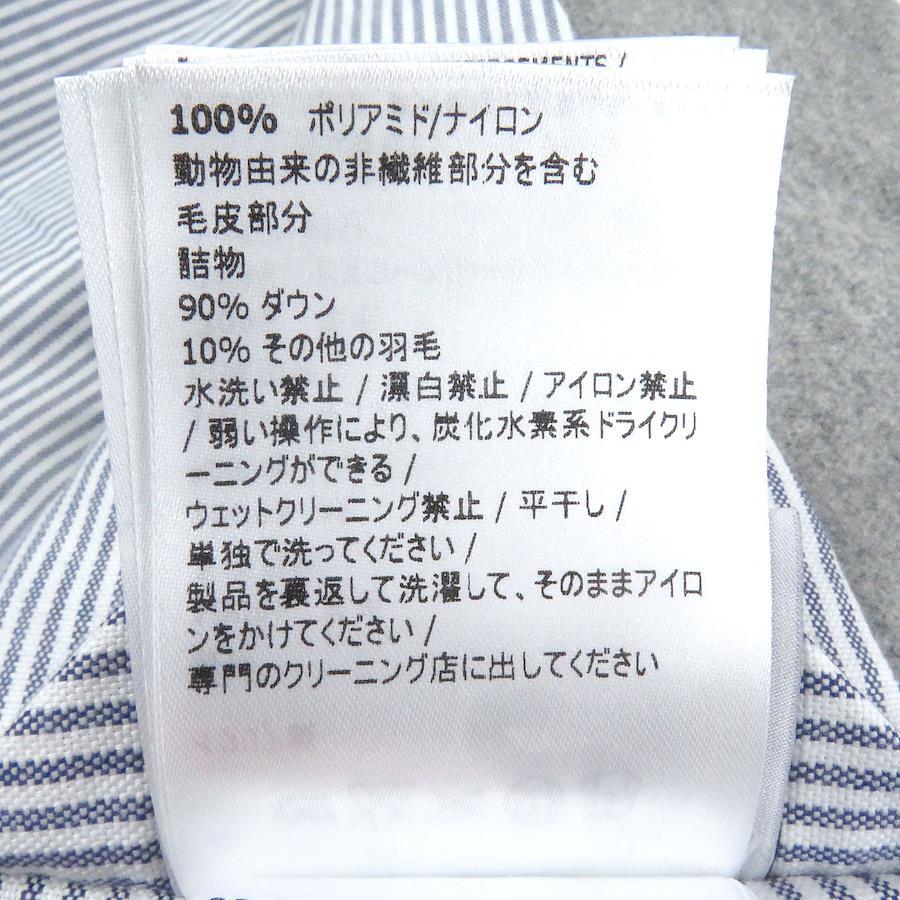 100% ポリアミド/ナイロン
動物由来の非繊維部分を含む
毛皮部分
詰物
90% ダウン
10% その他の羽毛
水洗い禁止 / 漂白禁止 / アイロン禁止
/ 弱い操作により、炭化水素系ドライクリ
ーニングができる /
ウェットクリーニング禁止 / 平干し /
単独で洗ってください /
製品を裏返して洗濯して、そのままアイロ
ンをかけてください /
専門のクリーニング店に出してください